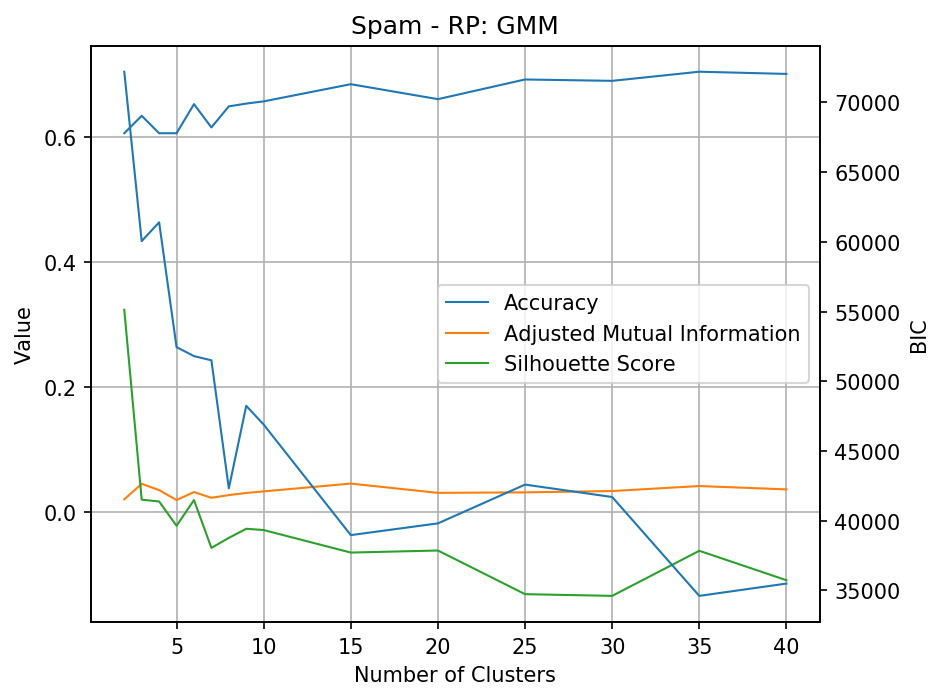 Spam - RP: GMM
Value
0.6
0.4
0.2
0.0
70000
65000
60000
55000
50000
45000
40000
35000
BIC
Accuracy
Adjusted Mutual Information
Silhouette Score
5 10 15 20 25 30 35 40
Number of Clusters